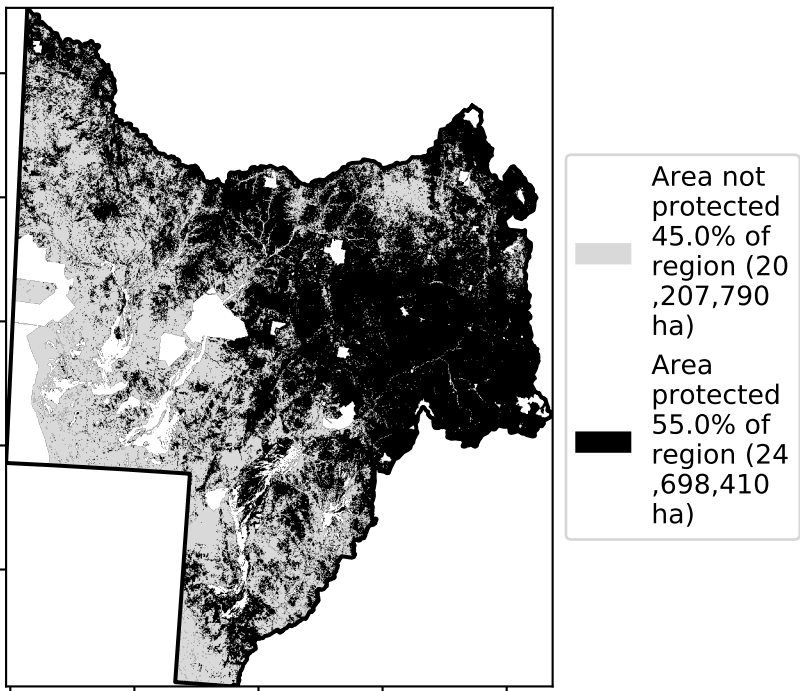 Area not
protected
45.0% of
region (20
,207,790
ha)
Area
protected
55.0% of
region (24
,698,410
ha)